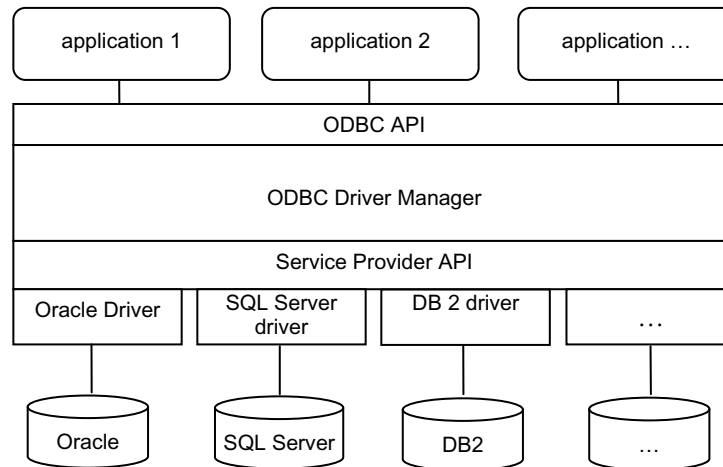 application 1
application 2
application …
ODBC API
ODBC Driver Manager
Service Provider API
Oracle Driver
SQL Server
driver
DB 2 driver
…
Oracle
SQL Server
DB2
…